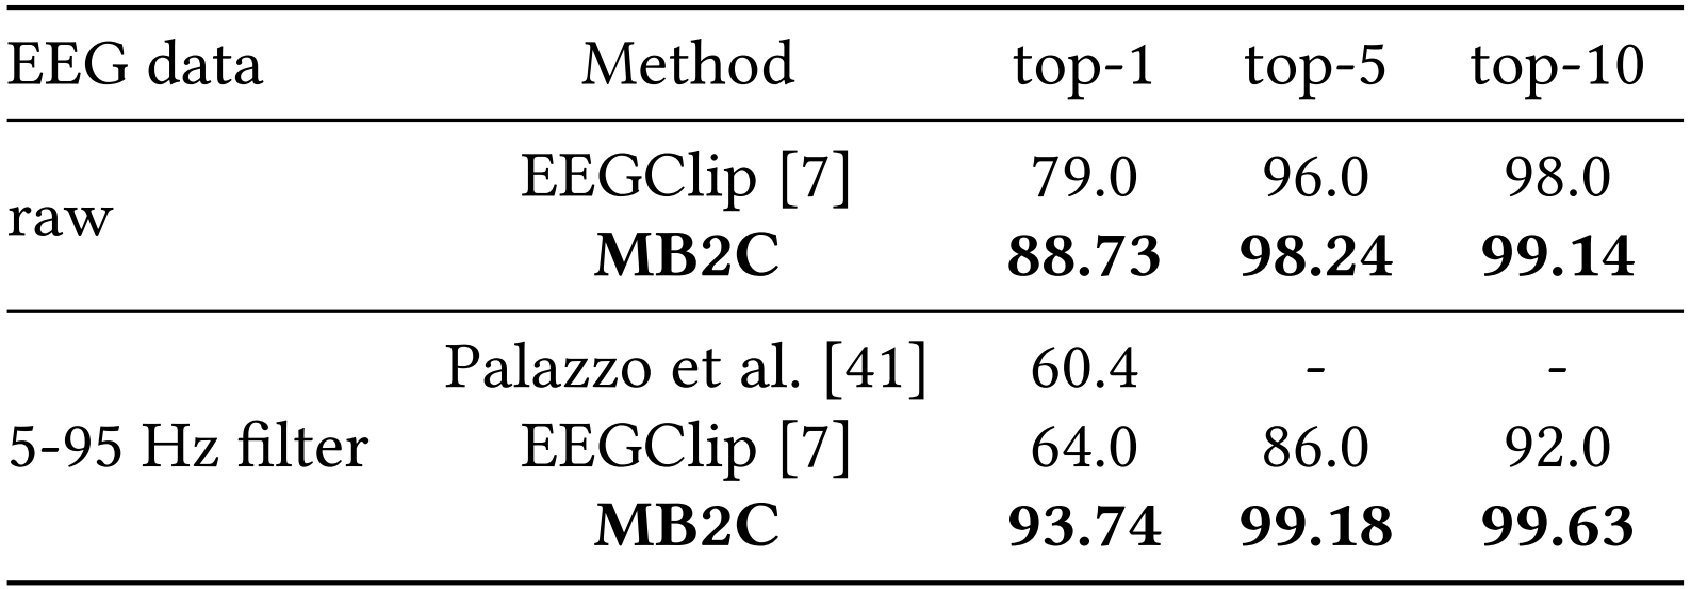 EEG data Method top-1 top-5 top-10
EEGClip [7] 79.0 96.0 98.0
raw
MB2C 88.73 98.24 99.14
Palazzo et al. [41] 60.4 - -
5-95 Hz filter EEGClip [7] 64.0 86.0 92.0
MB2C 93.74 99.18 99.63